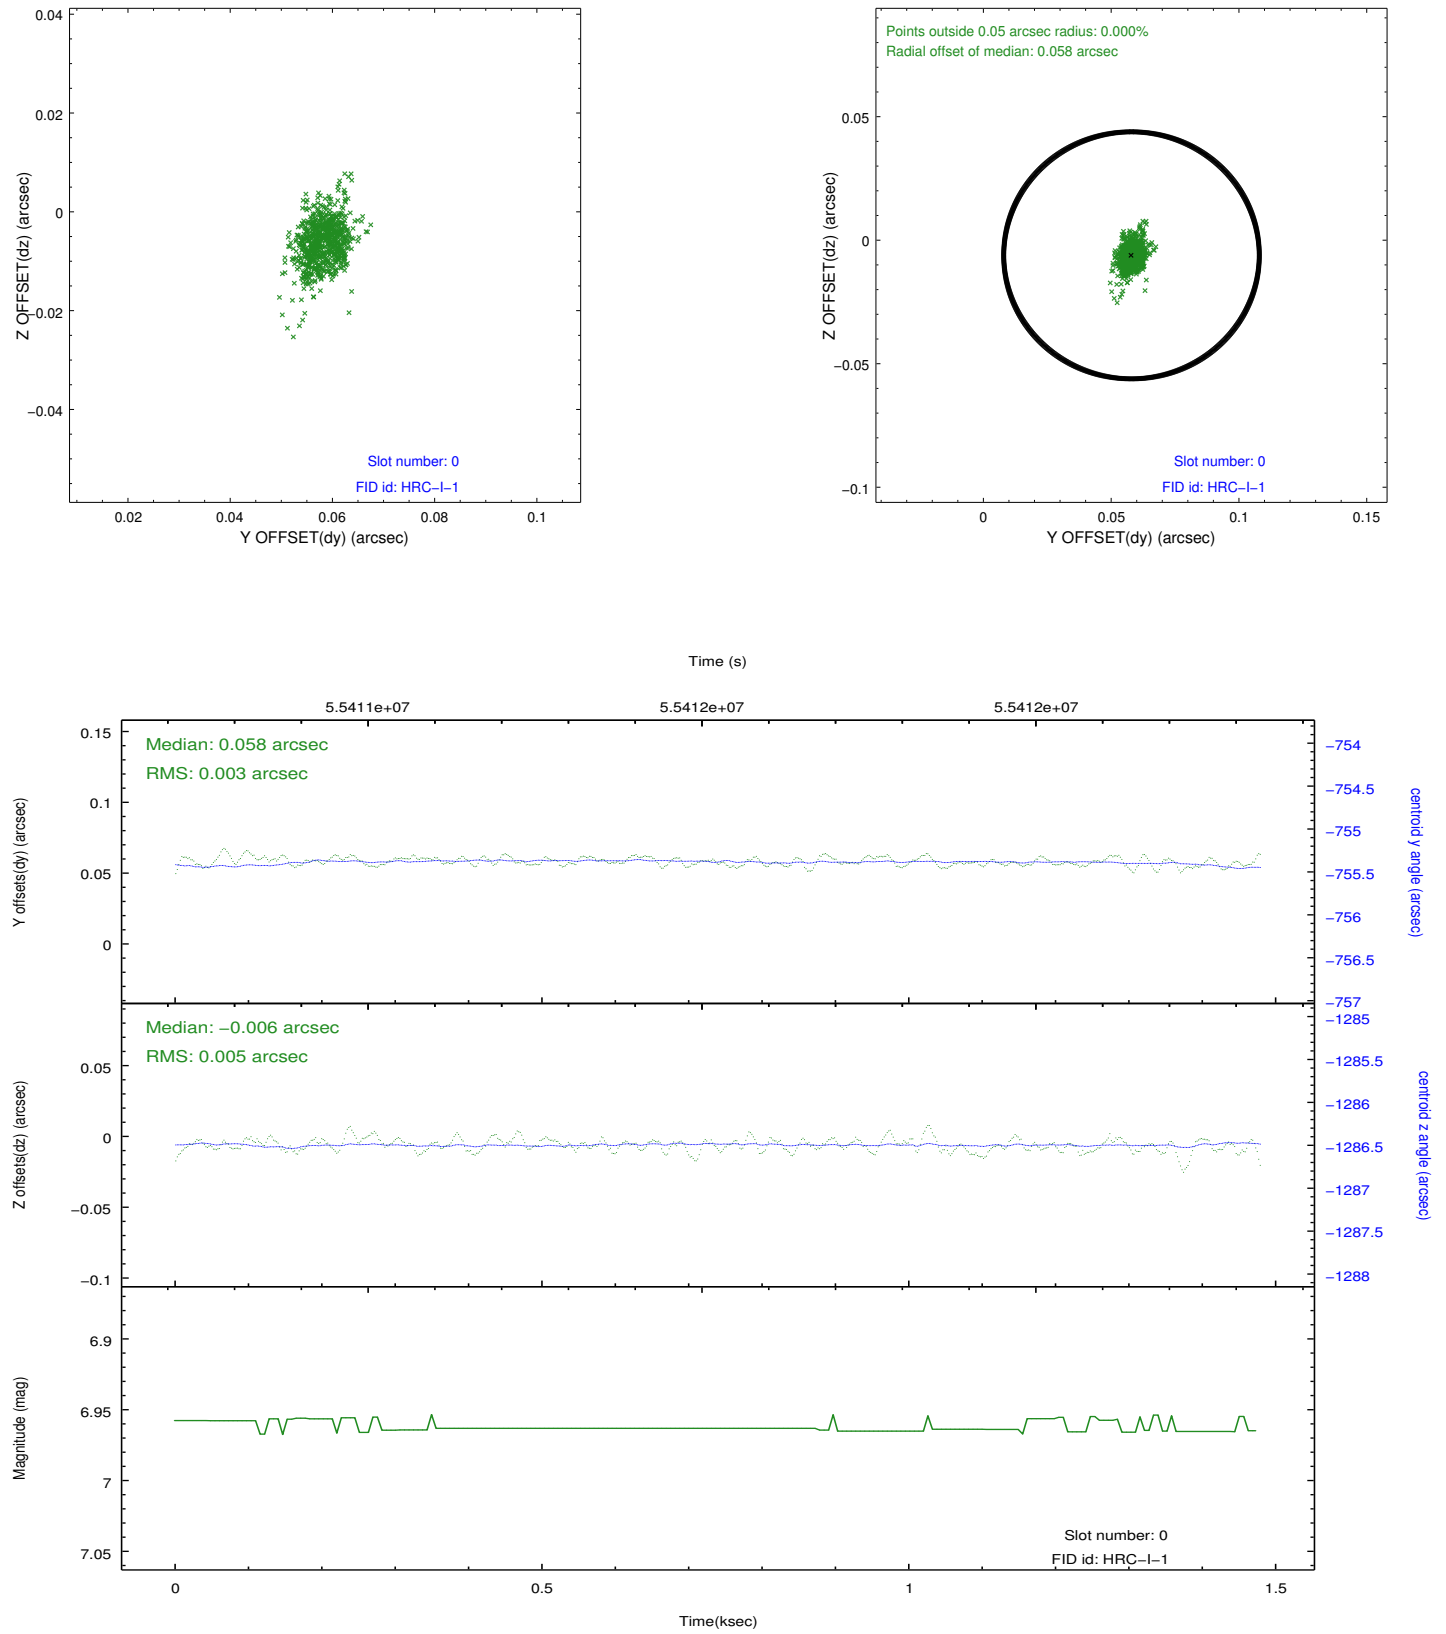 0.04
0.02
0
−0.02
−0.04
Z OFFSET(dz) (arcsec)
Slot number: 0
FID id: HRC−I−1
0.02 0.04 0.06 0.08 0.1
Y OFFSET(dy) (arcsec)
Points outside 0.05 arcsec radius: 0.000%
Radial offset of median: 0.058 arcsec
0.05
0
−0.05
−0.1
Z OFFSET(dz) (arcsec)
Slot number: 0
FID id: HRC−I−1
0 0.05 0.1 0.15
Y OFFSET(dy) (arcsec)
Time (s)
5.5411e+07 5.5412e+07 5.5412e+07
Median: 0.058 arcsec
RMS: 0.003 arcsec
0.15
0.1
0.05
0
Y offsets(dy) (arcsec)
−754
−754.5
−755
−755.5
−756
−756.5
−757
centroid y angle (arcsec)
Median: −0.006 arcsec
RMS: 0.005 arcsec
0.05
0
−0.05
−0.1
Z offsets(dz) (arcsec)
−1285
−1285.5
−1286
−1286.5
−1287
−1287.5
−1288
centroid z angle (arcsec)
6.9
6.95
7
7.05
Magnitude (mag)
Slot number: 0
FID id: HRC−I−1
0 0.5 1 1.5
Time(ksec)